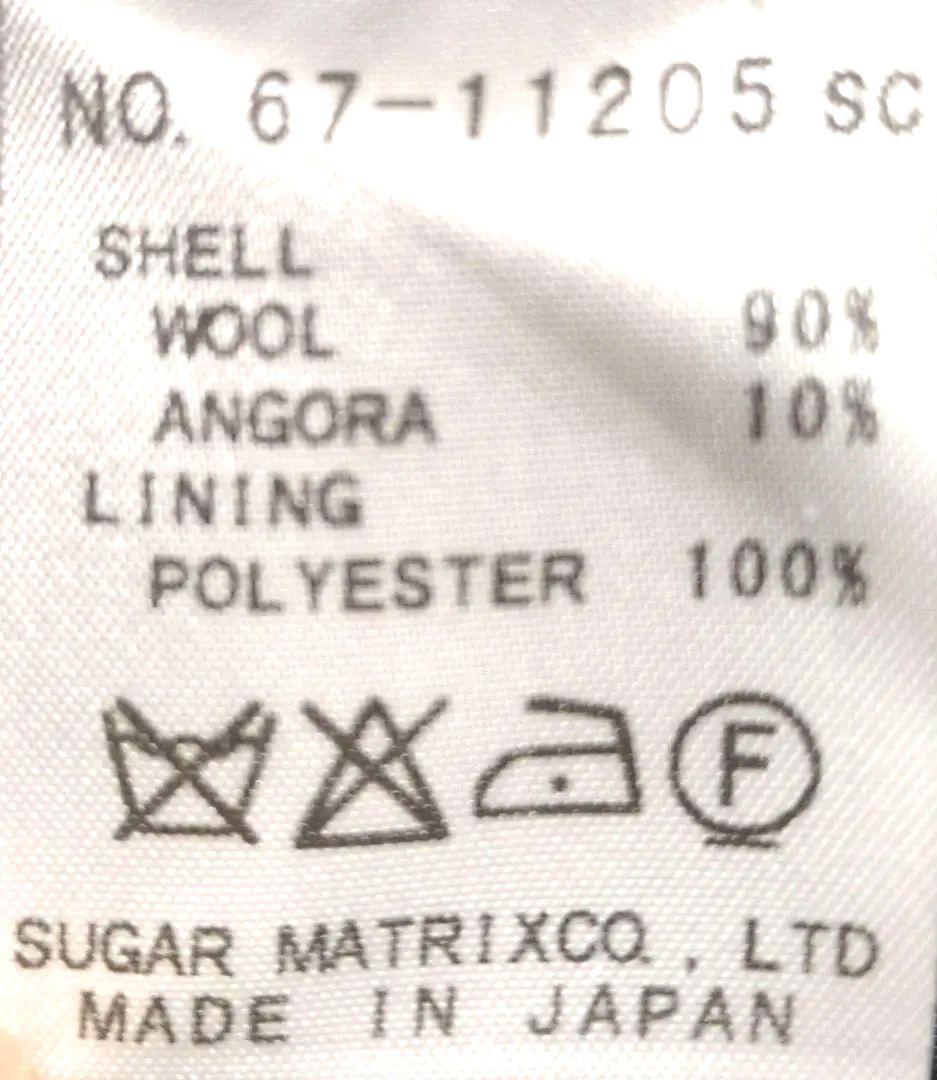 NO. 67-11205 SC
SHELL
WOOL 90%
ANGORA 10%
LINING
POLYESTER 100%
F
SUGAR MATRIXCO., LTD
MADE IN JAPAN